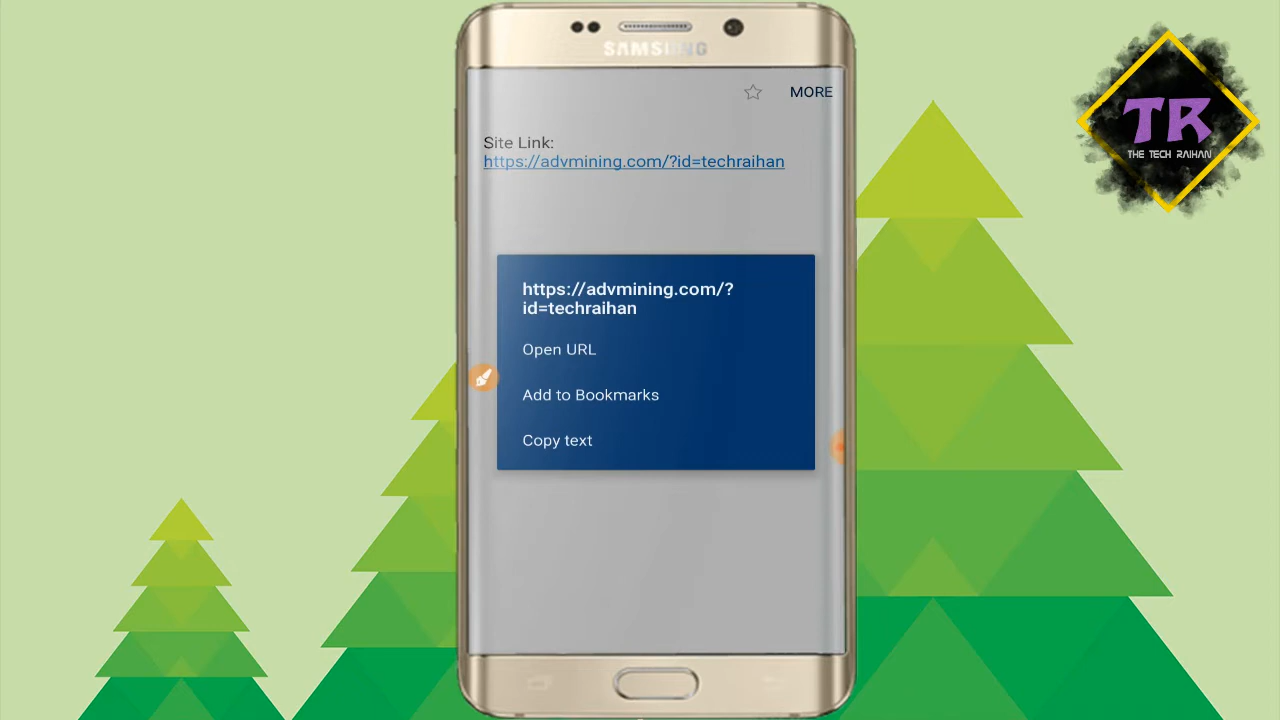 SAMSUNG
MORE
Site Link:
https://advmining.com/?id=techraihan
https://advmining.com/?
id=techraihan
Open URL
Add to Bookmarks
Copy text
TR
THE TECH RAIHAN